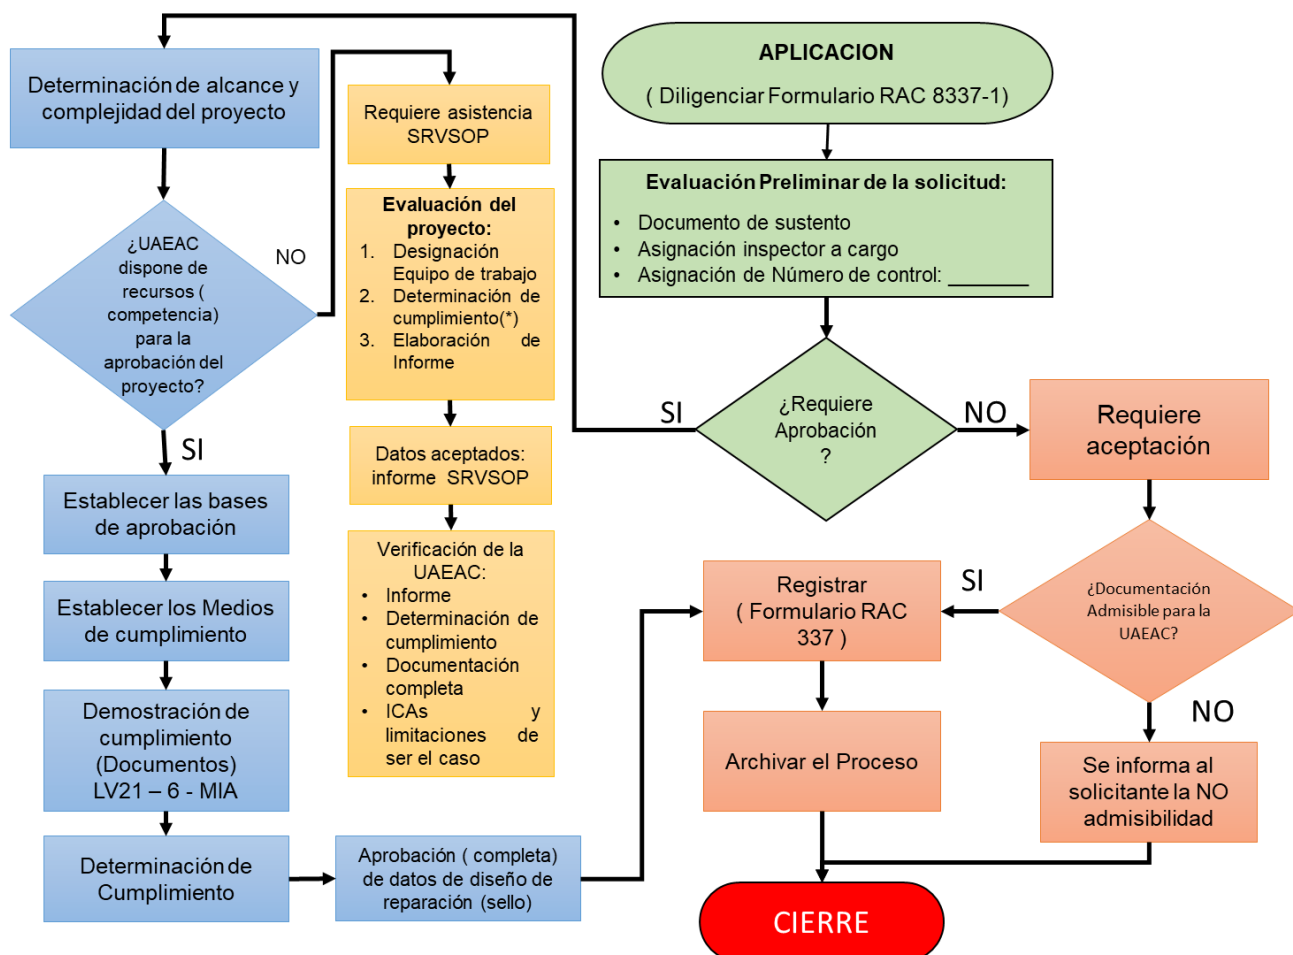 APLICACION
( Diligenciar Formulario RAC 8337-1)
Evaluación Preliminar de la solicitud:
• Documento de sustento
• Asignación inspector a cargo
• Asignación de Número de control: _______
¿Requiere
Aprobación
?
SI
NO
Determinación de alcance y
complejidad del proyecto
¿UAEAC
dispone de
recursos (
competencia)
para la
aprobación del
proyecto?
NO
SI
Requiere asistencia
SRVSOP
Evaluación del
proyecto:
1. Designación
Equipo de trabajo
2. Determinación de
cumplimiento(*)
3. Elaboración de
Informe
Datos aceptados:
informe SRVSOP
Verificación de la
UAEAC:
• Informe
• Determinación de
cumplimiento
• Documentación
completa
• ICAs y
limitaciones de
ser el caso
Establecer las bases
de aprobación
Establecer los Medios
de cumplimiento
Demostración de
cumplimiento
(Documentos)
LV21 – 6 - MIA
Determinación de
Cumplimiento
Aprobación ( completa)
de datos de diseño de
reparación (sello)
Requiere
aceptación
¿Documentación
Admisible para la
UAEAC?
SI
NO
Registrar
( Formulario RAC
337 )
Archivar el Proceso
Se informa al
solicitante la NO
admisibilidad
CIERRE